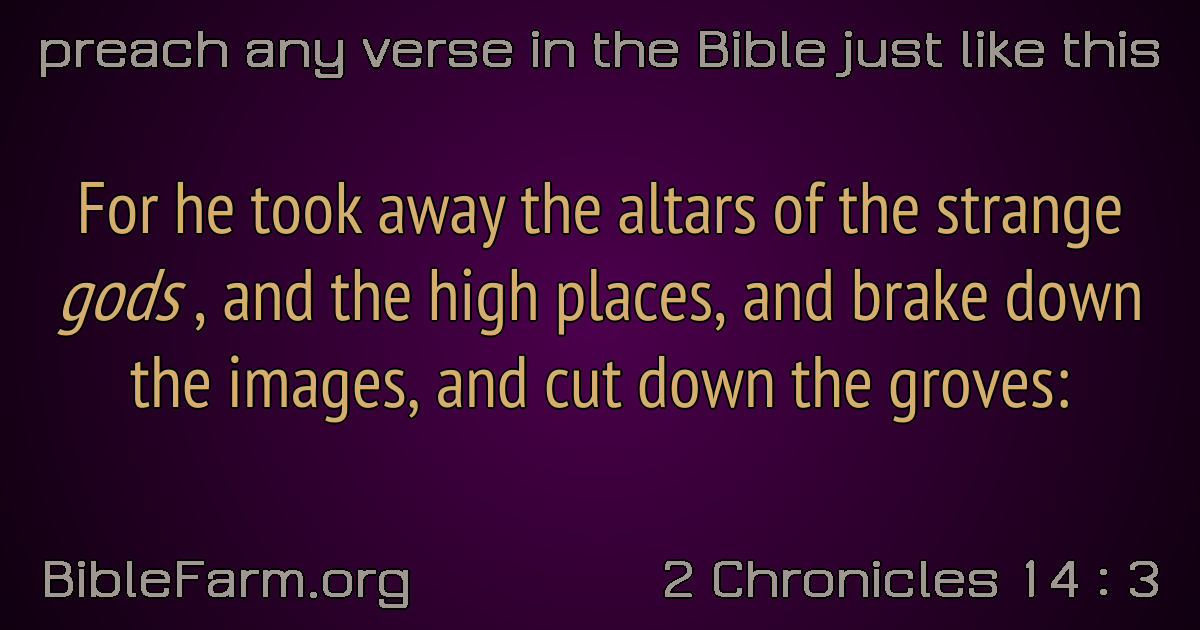 preach any verse in the Bible just like this
For he took away the altars of the strange
gods , and the high places, and brake down
the images, and cut down the groves:
BibleFarm.org
2 Chronicles 14 : 3